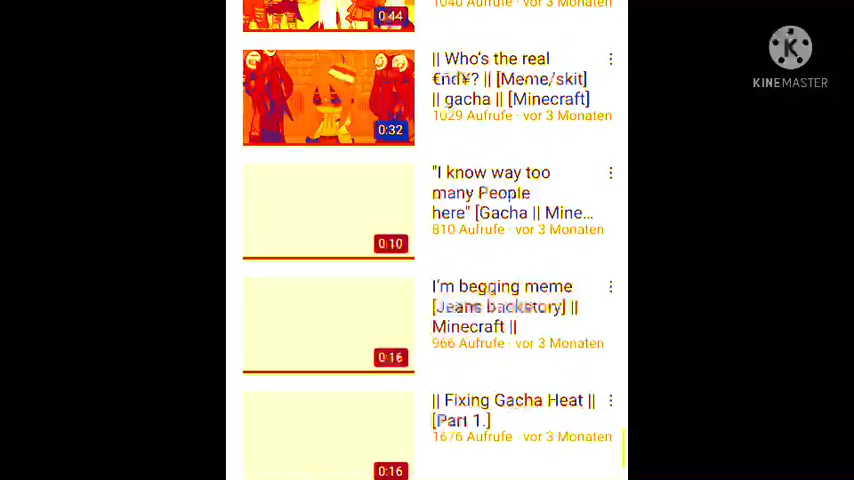 1040 Aufrufe · vor 3 Monaten
0:44
|| Who's the real
€nd¥? || [Meme/skit]
|| gacha || [Minecraft]
1029 Aufrufe · vor 3 Monaten
0:32
"I know way too
many People
here" [Gacha || Mine...
810 Aufrufe · vor 3 Monaten
0:10
I'm begging meme
[Jeans backstory] ||
Minecraft ||
966 Aufrufe · vor 3 Monaten
0:16
|| Fixing Gacha Heat ||
[Part 1.]
1676 Aufrufe · vor 3 Monaten
0:16
K
KINEMASTER